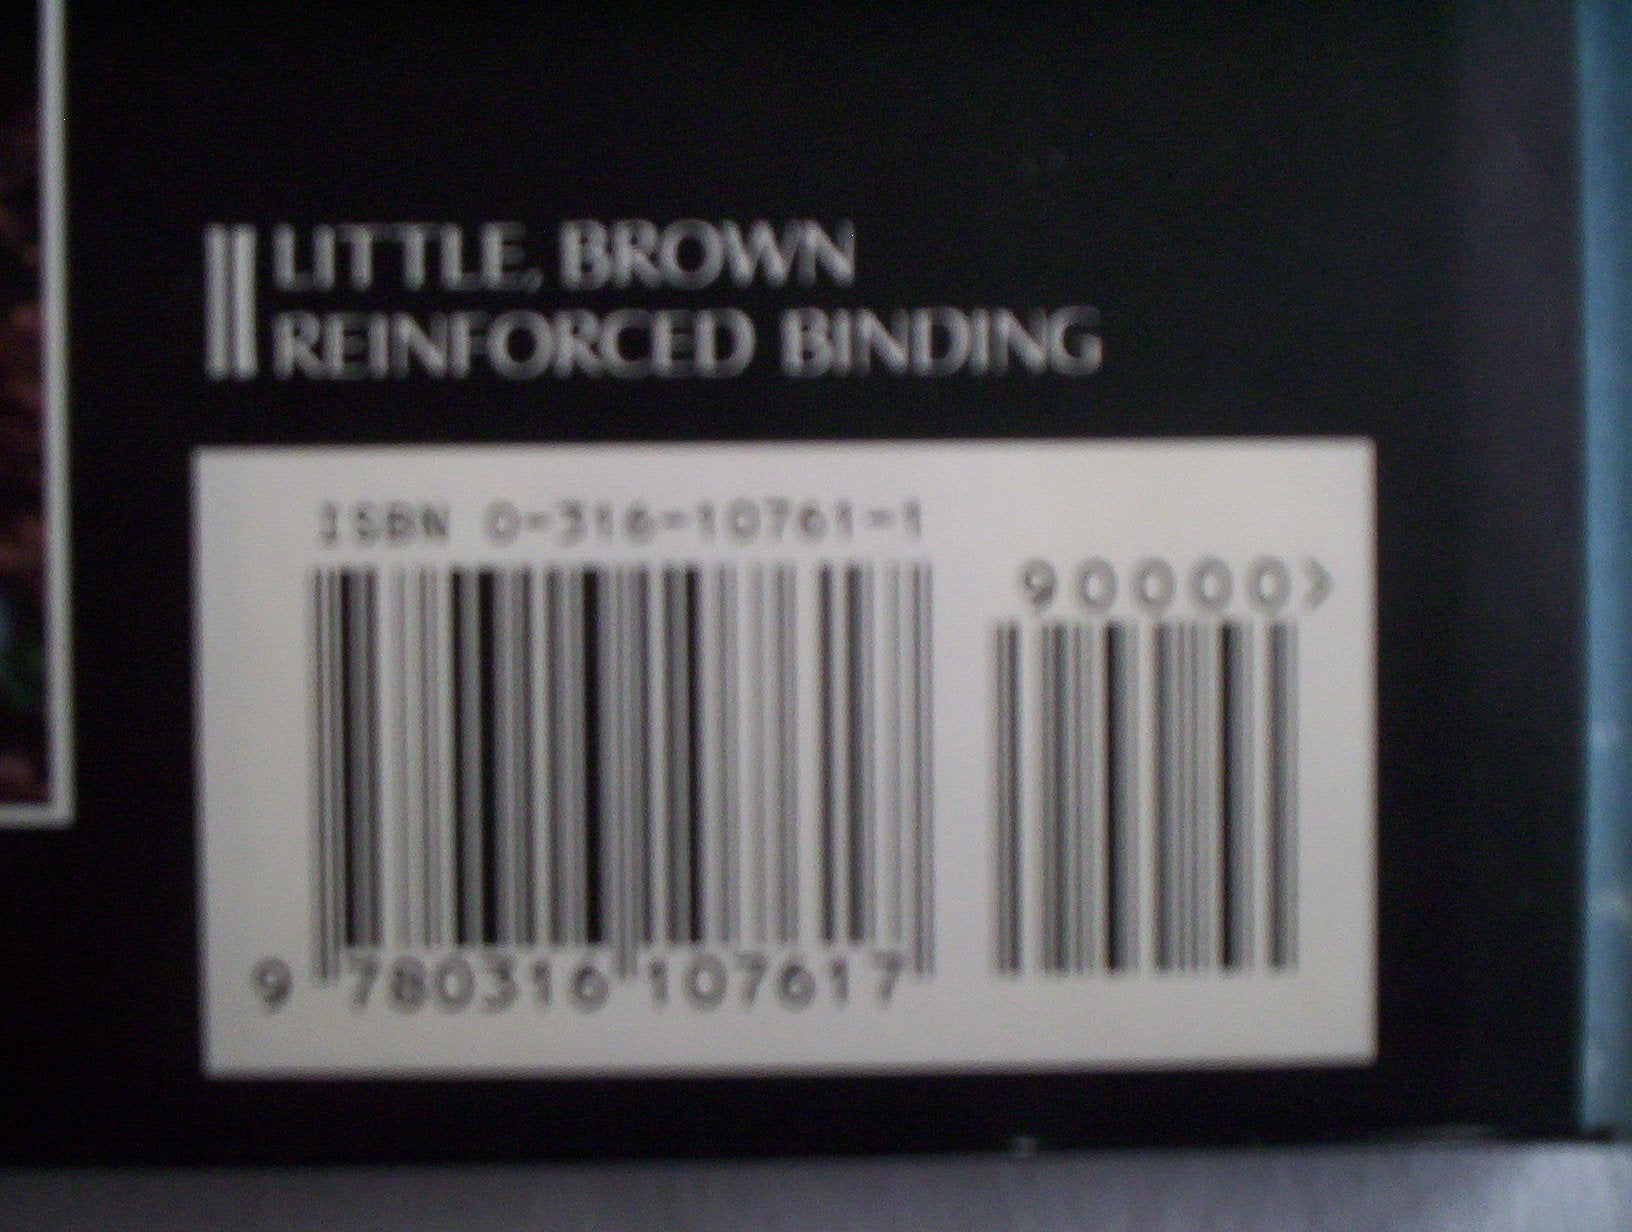 LITTLE, BROWN
REINFORCED BINDING
ISBN 0-316-10761-1
90000>
9 780316 107617